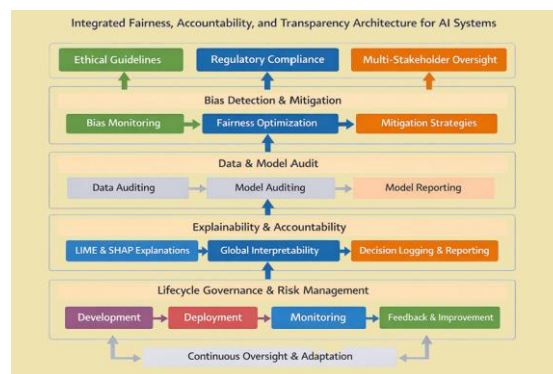 Integrated Fairness, Accountability, and Transparency Architecture for AI Systems
Ethical Guidelines
Regulatory Compliance
Multi-Stakeholder Oversight
Bias Detection & Mitigation
Bias Monitoring
Fairness Optimization
Mitigation Strategies
Data & Model Audit
Data Auditing
Model Auditing
Model Reporting
Explainability & Accountability
LIME & SHAP Explanations
Global Interpretability
Decision Logging & Reporting
Lifecycle Governance & Risk Management
Development
Deployment
Monitoring
Feedback & Improvement
Continuous Oversight & Adaptation